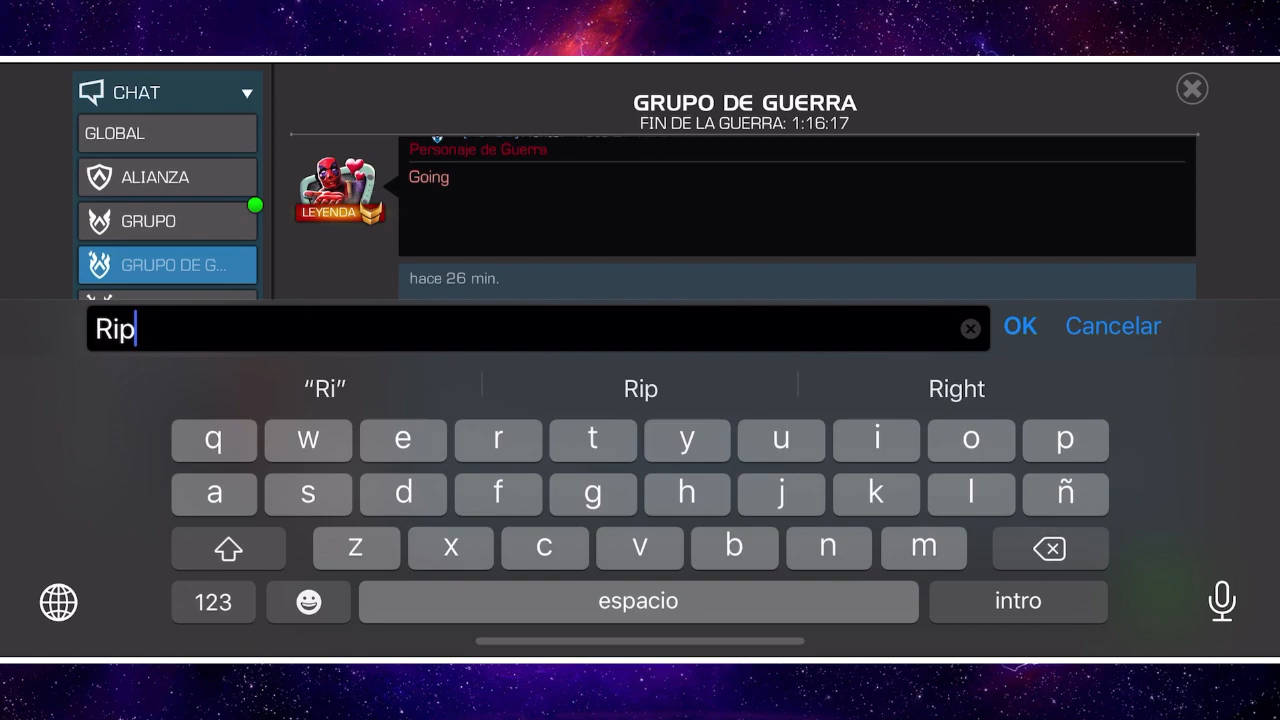 CHAT
GLOBAL
ALIANZA
GRUPO
GRUPO DE G...
GRUPO DE GUERRA
FIN DE LA GUERRA: 1:16:17
Personaje de Guerra
Going
LEYENDA
hace 26 min.
Rip
OK
Cancelar
“Ri”
Rip
Right
q w e r t y u i o p
a s d f g h j k l ñ
z x c v b n m
123
espacio
intro